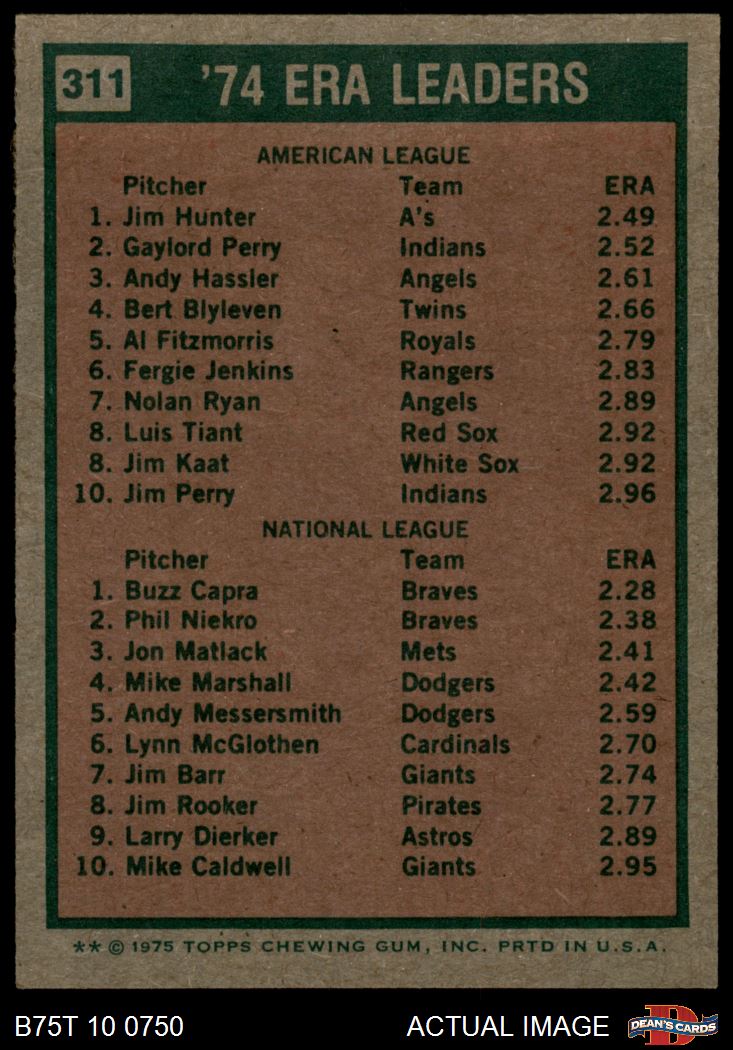 311 '74 ERA LEADERS
AMERICAN LEAGUE
Pitcher Team ERA
1. Jim Hunter A's 2.49
2. Gaylord Perry Indians 2.52
3. Andy Hassler Angels 2.61
4. Bert Blyleven Twins 2.66
5. Al Fitzmorris Royals 2.79
6. Fergie Jenkins Rangers 2.83
7. Nolan Ryan Angels 2.89
8. Luis Tiant Red Sox 2.92
8. Jim Kaat White Sox 2.92
10. Jim Perry Indians 2.96
NATIONAL LEAGUE
Pitcher Team ERA
1. Buzz Capra Braves 2.28
2. Phil Niekro Braves 2.38
3. Jon Matlack Mets 2.41
4. Mike Marshall Dodgers 2.42
5. Andy Messersmith Dodgers 2.59
6. Lynn McGlothen Cardinals 2.70
7. Jim Barr Giants 2.74
8. Jim Rooker Pirates 2.77
9. Larry Dierker Astros 2.89
10. Mike Caldwell Giants 2.95
** © 1975 TOPPS CHEWING GUM, INC. PRTD IN U.S.A.
B75T 10 0750 ACTUAL IMAGE D DEAN'S CARDS